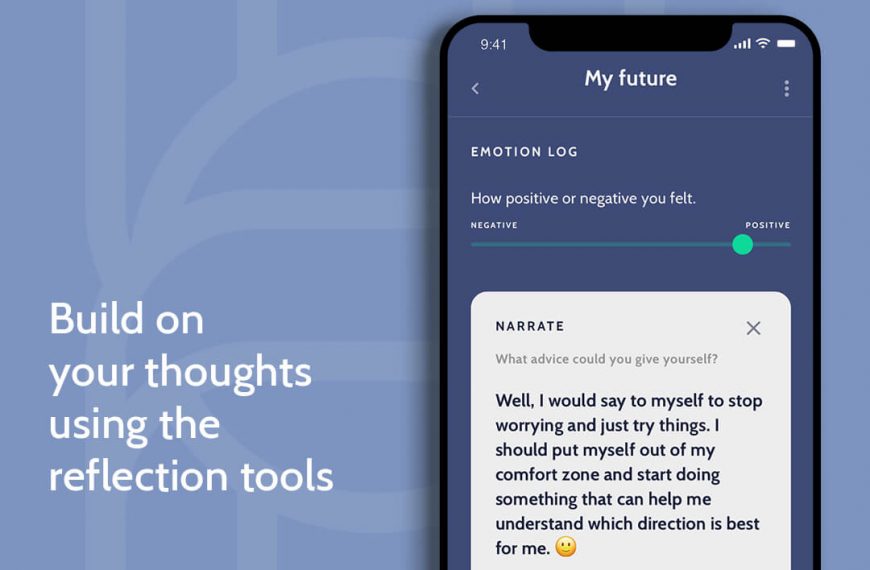 Build on
your thoughts
using the
reflection tools
9:41
My future
EMOTION LOG
How positive or negative you felt.
NEGATIVE POSITIVE
NARRATE
What advice could you give yourself?
Well, I would say to myself to stop
worrying and just try things. I
should put myself out of my
comfort zone and start doing
something that can help me
understand which direction is best
for me. 🙂